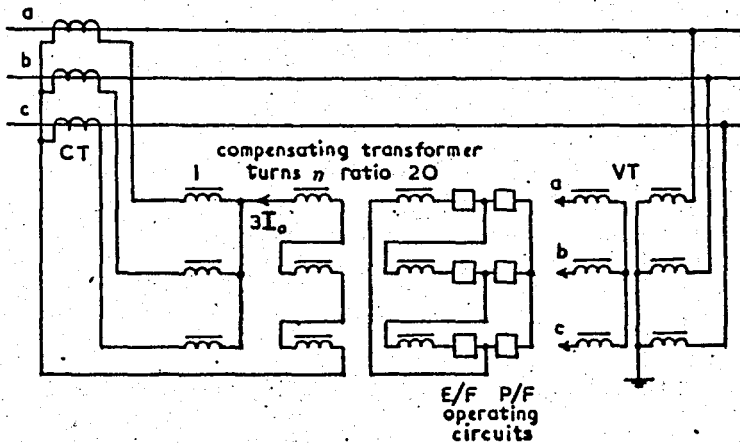 a
b
c
CT
compensating transformer
1 turns n ratio 20
3I₀
a
VT
b
c
E/F P/F
operating
circuits